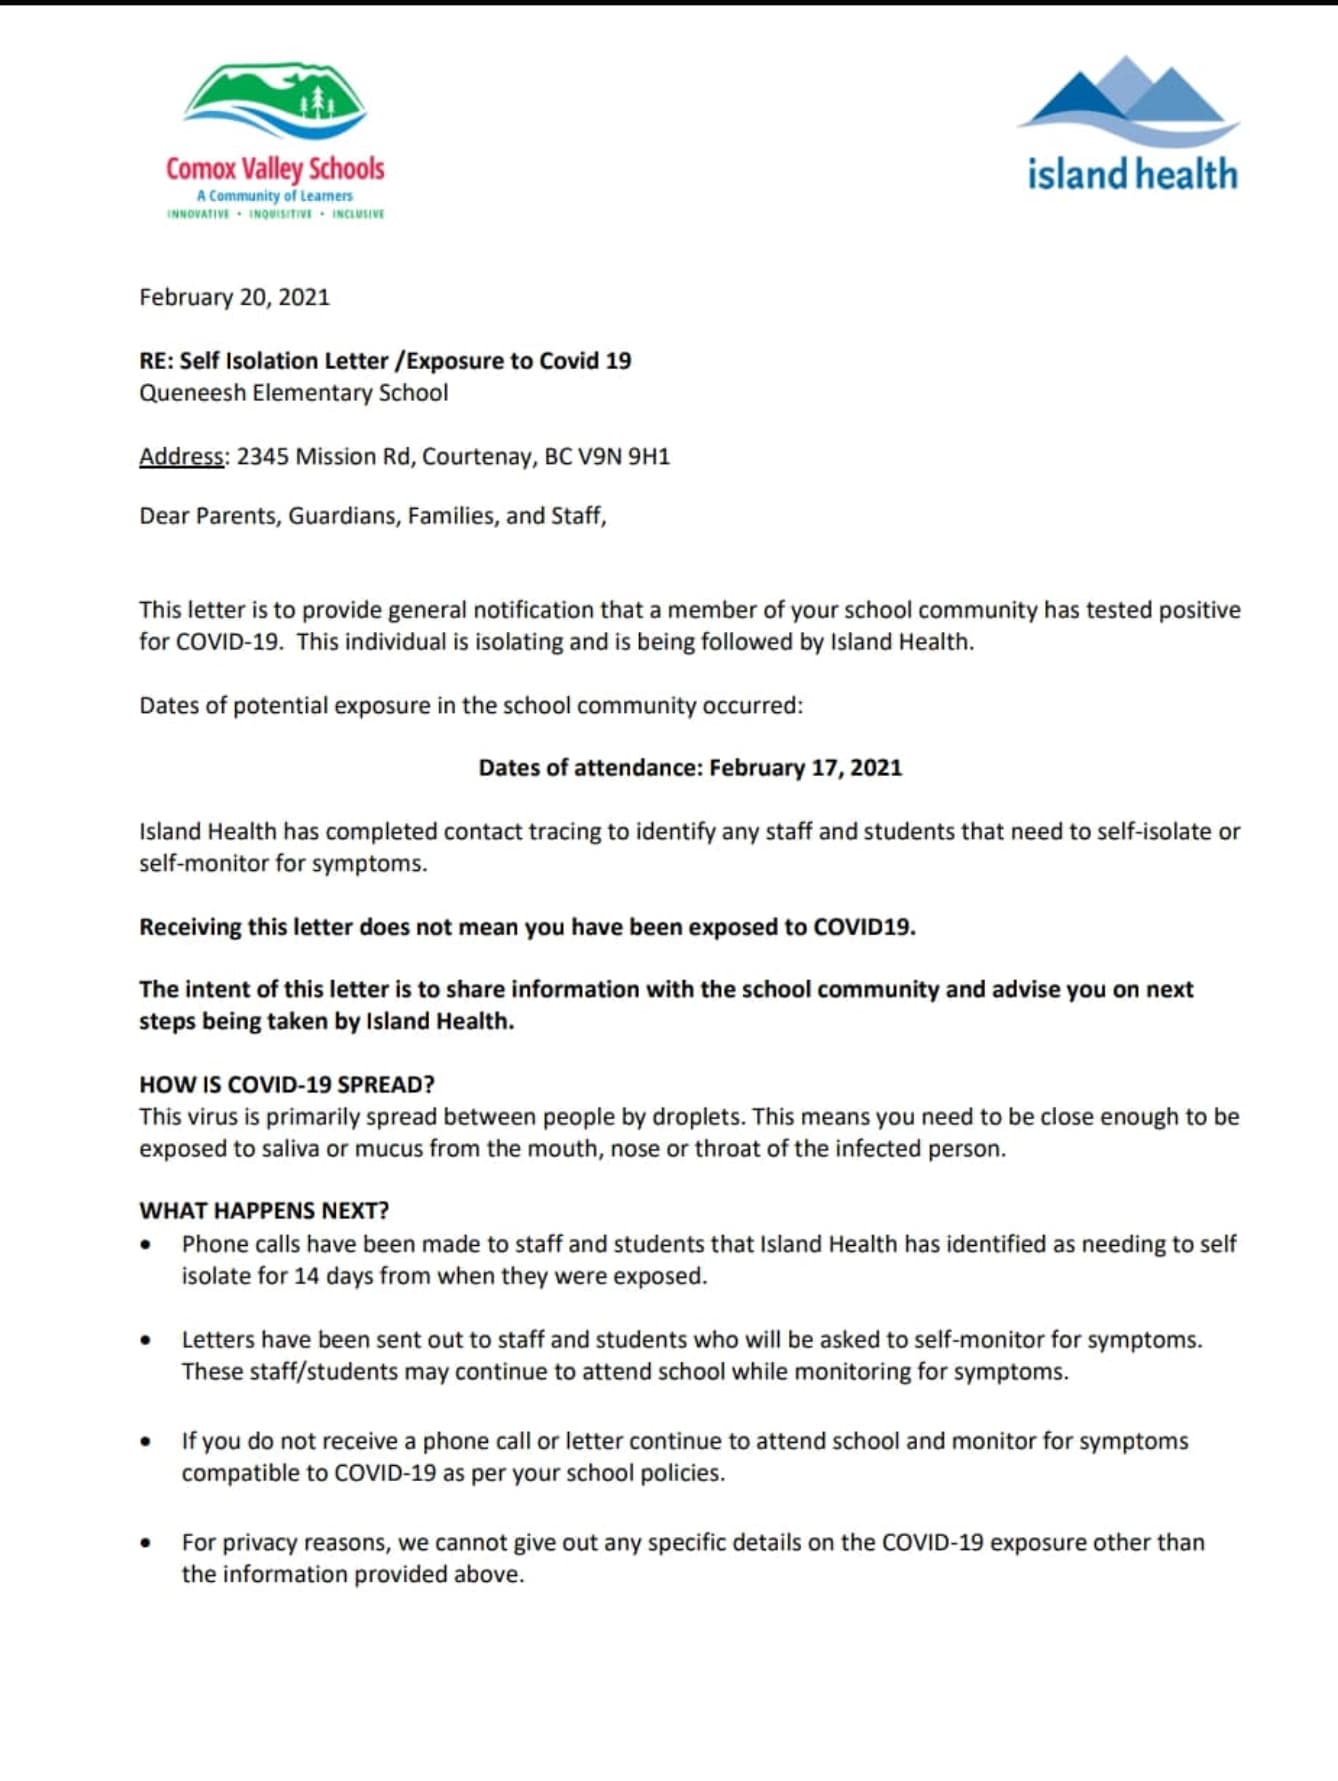 Comox Valley Schools
A Community of Learners
INNOVATIVE • INQUISITIVE • INCLUSIVE
island health
February 20, 2021
RE: Self Isolation Letter /Exposure to Covid 19
Queneesh Elementary School
Address: 2345 Mission Rd, Courtenay, BC V9N 9H1
Dear Parents, Guardians, Families, and Staff,
This letter is to provide general notification that a member of your school community has tested positive
for COVID-19.  This individual is isolating and is being followed by Island Health.
Dates of potential exposure in the school community occurred:
Dates of attendance: February 17, 2021
Island Health has completed contact tracing to identify any staff and students that need to self-isolate or
self-monitor for symptoms.
Receiving this letter does not mean you have been exposed to COVID19.
The intent of this letter is to share information with the school community and advise you on next
steps being taken by Island Health.
HOW IS COVID-19 SPREAD?
This virus is primarily spread between people by droplets. This means you need to be close enough to be
exposed to saliva or mucus from the mouth, nose or throat of the infected person.
WHAT HAPPENS NEXT?
• Phone calls have been made to staff and students that Island Health has identified as needing to self
isolate for 14 days from when they were exposed.
• Letters have been sent out to staff and students who will be asked to self-monitor for symptoms.
These staff/students may continue to attend school while monitoring for symptoms.
• If you do not receive a phone call or letter continue to attend school and monitor for symptoms
compatible to COVID-19 as per your school policies.
• For privacy reasons, we cannot give out any specific details on the COVID-19 exposure other than
the information provided above.